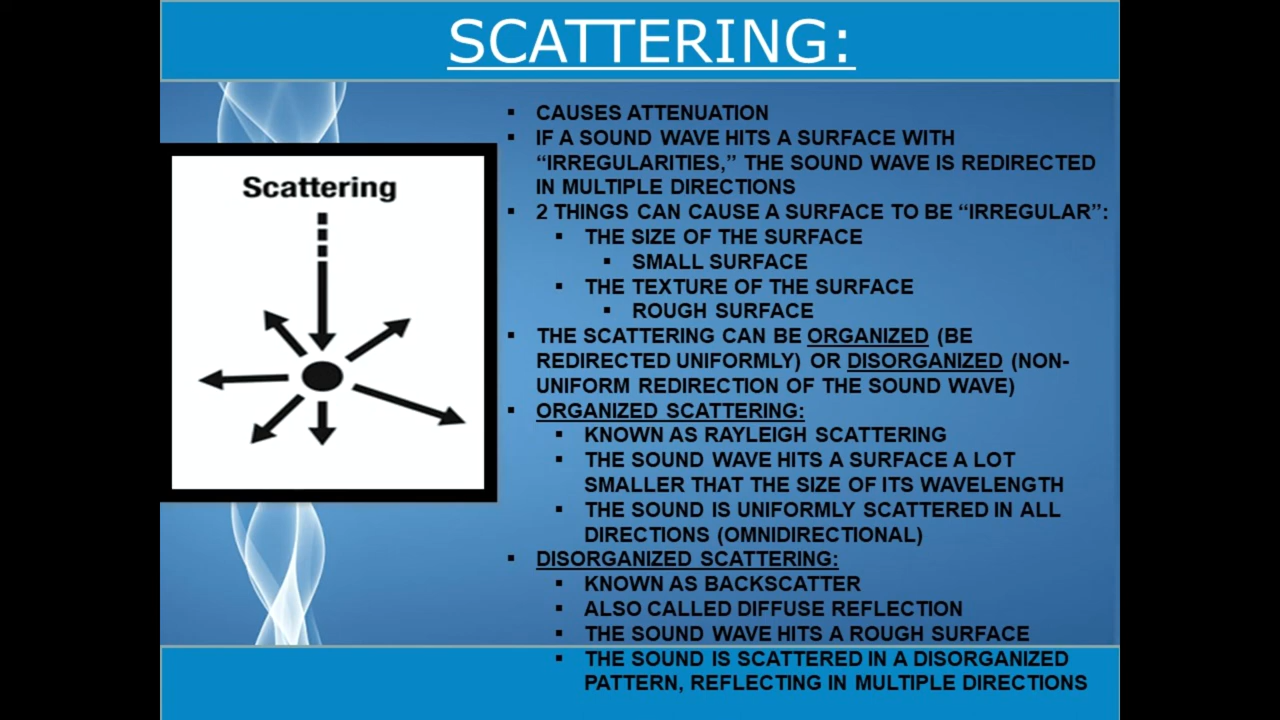 SCATTERING:
Scattering
▪ CAUSES ATTENUATION
▪ IF A SOUND WAVE HITS A SURFACE WITH
“IRREGULARITIES,” THE SOUND WAVE IS REDIRECTED
IN MULTIPLE DIRECTIONS
▪ 2 THINGS CAN CAUSE A SURFACE TO BE “IRREGULAR”:
▪ THE SIZE OF THE SURFACE
▪ SMALL SURFACE
▪ THE TEXTURE OF THE SURFACE
▪ ROUGH SURFACE
▪ THE SCATTERING CAN BE ORGANIZED (BE
REDIRECTED UNIFORMLY) OR DISORGANIZED (NON-
UNIFORM REDIRECTION OF THE SOUND WAVE)
▪ ORGANIZED SCATTERING:
▪ KNOWN AS RAYLEIGH SCATTERING
▪ THE SOUND WAVE HITS A SURFACE A LOT
SMALLER THAT THE SIZE OF ITS WAVELENGTH
▪ THE SOUND IS UNIFORMLY SCATTERED IN ALL
DIRECTIONS (OMNIDIRECTIONAL)
▪ DISORGANIZED SCATTERING:
▪ KNOWN AS BACKSCATTER
▪ ALSO CALLED DIFFUSE REFLECTION
▪ THE SOUND WAVE HITS A ROUGH SURFACE
▪ THE SOUND IS SCATTERED IN A DISORGANIZED
PATTERN, REFLECTING IN MULTIPLE DIRECTIONS